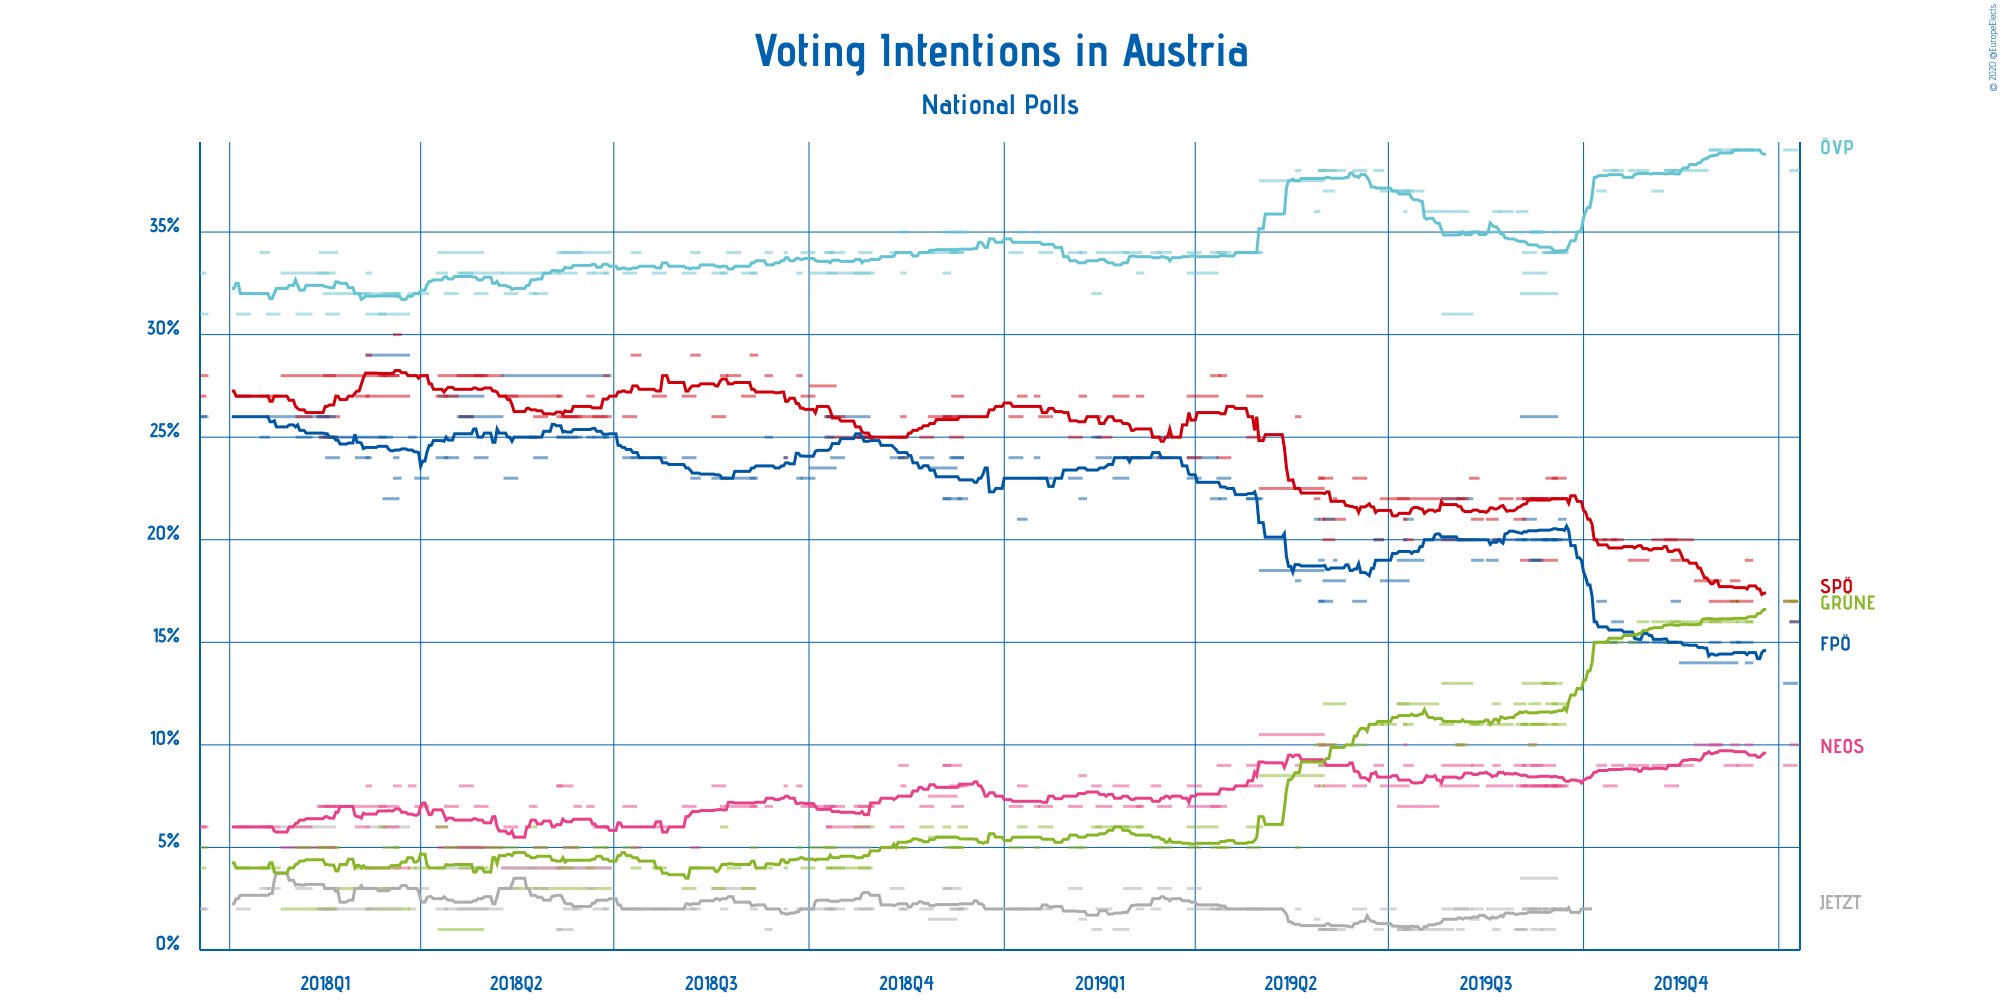 Voting Intentions in Austria
National Polls
© 2020 @EuropeElects
ÖVP
35%
30%
25%
20%
SPÖ
GRÜNE
15%
FPÖ
10%
NEOS
5%
JETZT
0%
2018Q1 2018Q2 2018Q3 2018Q4 2019Q1 2019Q2 2019Q3 2019Q4